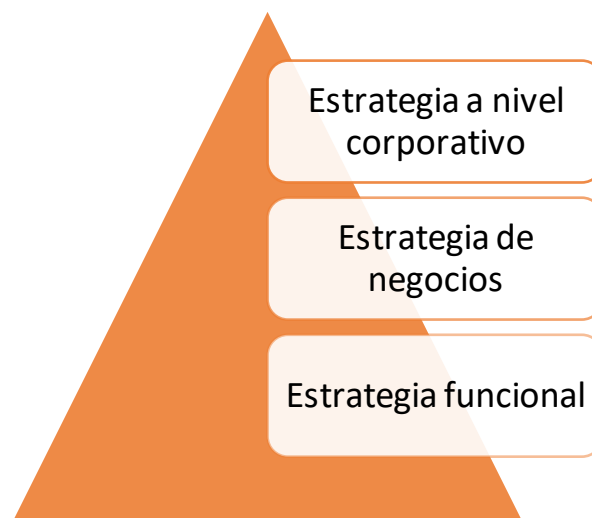 Estrategia a nivel
corporativo
Estrategia de
negocios
Estrategia funcional